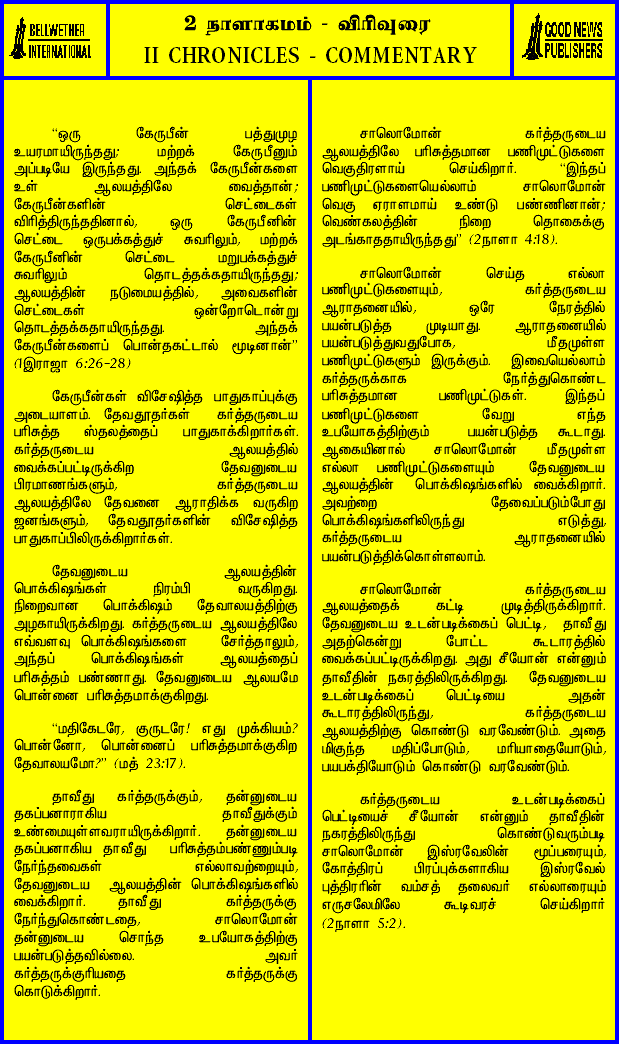 BELLWETHER
INTERNATIONAL
2 நாளாகமம் - விரிவுரை
II CHRONICLES - COMMENTARY
GOOD NEWS
PUBLISHERS
“ஒரு கேருபீன் பத்துமுழ
உயரமாயிருந்தது; மற்றக் கேருபீனும்
அப்படியே இருந்தது. அந்தக் கேருபீன்களை
உள் ஆலயத்திலே வைத்தான்;
கேருபீன்களின் செட்டைகள்
விரித்திருந்ததினால், ஒரு கேருபீனின்
செட்டை ஒருபக்கத்துச் சுவரிலும், மற்றக்
கேருபீனின் செட்டை மறுபக்கத்துச்
சுவரிலும் தொடத்தக்கதாயிருந்தது;
ஆலயத்தின் நடுமையத்தில், அவைகளின்
செட்டைகள் ஒன்றோடொன்று
தொடத்தக்கதாயிருந்தது. அந்தக்
கேருபீன்களைப் பொன்தகட்டால் மூடினான்”
(1இராஜா 6:26-28)
கேருபீன்கள் விசேஷித்த பாதுகாப்புக்கு
அடையாளம். தேவதூதர்கள் கர்த்தருடைய
பரிசுத்த ஸ்தலத்தைப் பாதுகாக்கிறார்கள்.
கர்த்தருடைய ஆலயத்தில்
வைக்கப்பட்டிருக்கிற தேவனுடைய
பிரமாணங்களும், கர்த்தருடைய
ஆலயத்திலே தேவனை ஆராதிக்க வருகிற
ஜனங்களும், தேவதூதர்களின் விசேஷித்த
பாதுகாப்பிலிருக்கிறார்கள்.
தேவனுடைய ஆலயத்தின்
பொக்கிஷங்கள் நிரம்பி வருகிறது.
நிறைவான பொக்கிஷம் தேவாலயத்திற்கு
அழகாயிருக்கிறது. கர்த்தருடைய ஆலயத்திலே
எவ்வளவு பொக்கிஷங்களை சேர்த்தாலும்,
அந்தப் பொக்கிஷங்கள் ஆலயத்தைப்
பரிசுத்தம் பண்ணாது. தேவனுடைய ஆலயமே
பொன்னை பரிசுத்தமாக்குகிறது.
“மதிகேடரே, குருடரே! எது முக்கியம்?
பொன்னோ, பொன்னைப் பரிசுத்தமாக்குகிற
தேவாலயமோ?” (மத் 23:17).
தாவீது கர்த்தருக்கும், தன்னுடைய
தகப்பனாராகிய தாவீதுக்கும்
உண்மையுள்ளவராயிருக்கிறார். தன்னுடைய
தகப்பனாகிய தாவீது பரிசுத்தம்பண்ணும்படி
நேர்ந்தவைகள் எல்லாவற்றையும்,
தேவனுடைய ஆலயத்தின் பொக்கிஷங்களில்
வைக்கிறார். தாவீது கர்த்தருக்கு
நேர்ந்துகொண்டதை, சாலொமோன்
தன்னுடைய சொந்த உபயோகத்திற்கு
பயன்படுத்தவில்லை. அவர்
கர்த்தருக்குரியதை கர்த்தருக்கு
கொடுக்கிறார்.
சாலொமோன் கர்த்தருடைய
ஆலயத்திலே பரிசுத்தமான பணிமுட்டுகளை
வெகுதிரளாய் செய்கிறார். “இந்தப்
பணிமுட்டுகளையெல்லாம் சாலொமோன்
வெகு ஏராளமாய் உண்டு பண்ணினான்;
வெண்கலத்தின் நிறை தொகைக்கு
அடங்காததாயிருந்தது” (2நாளா 4:18).
சாலொமோன் செய்த எல்லா
பணிமுட்டுகளையும், கர்த்தருடைய
ஆராதனையில், ஒரே நேரத்தில்
பயன்படுத்த முடியாது. ஆராதனையில்
பயன்படுத்துவதுபோக, மீதமுள்ள
பணிமுட்டுகளும் இருக்கும். இவையெல்லாம்
கர்த்தருக்காக நேர்ந்துகொண்ட
பரிசுத்தமான பணிமுட்டுகள். இந்தப்
பணிமுட்டுகளை வேறு எந்த
உபயோகத்திற்கும் பயன்படுத்த கூடாது.
ஆகையினால் சாலொமோன் மீதமுள்ள
எல்லா பணிமுட்டுகளையும் தேவனுடைய
ஆலயத்தின் பொக்கிஷங்களில் வைக்கிறார்.
அவற்றை தேவைப்படும்போது
பொக்கிஷங்களிலிருந்து எடுத்து,
கர்த்தருடைய ஆராதனையில்
பயன்படுத்திக்கொள்ளலாம்.
சாலொமோன் கர்த்தருடைய
ஆலயத்தைக் கட்டி முடித்திருக்கிறார்.
தேவனுடைய உடன்படிக்கைப் பெட்டி, தாவீது
அதற்கென்று போட்ட கூடாரத்தில்
வைக்கப்பட்டிருக்கிறது. அது சீயோன் என்னும்
தாவீதின் நகரத்திலிருக்கிறது. தேவனுடைய
உடன்படிக்கைப் பெட்டியை அதன்
கூடாரத்திலிருந்து, கர்த்தருடைய
ஆலயத்திற்கு கொண்டு வரவேண்டும். அதை
மிகுந்த மதிப்போடும், மரியாதையோடும்,
பயபக்தியோடும் கொண்டு வரவேண்டும்.
கர்த்தருடைய உடன்படிக்கைப்
பெட்டியைச் சீயோன் என்னும் தாவீதின்
நகரத்திலிருந்து கொண்டுவரும்படி
சாலொமோன் இஸ்ரவேலின் மூப்பரையும்,
கோத்திரப் பிரப்புக்களாகிய இஸ்ரவேல்
புத்திரரின் வம்சத் தலைவர் எல்லாரையும்
எருசலேமிலே கூடிவரச் செய்கிறார்
(2நாளா 5:2).